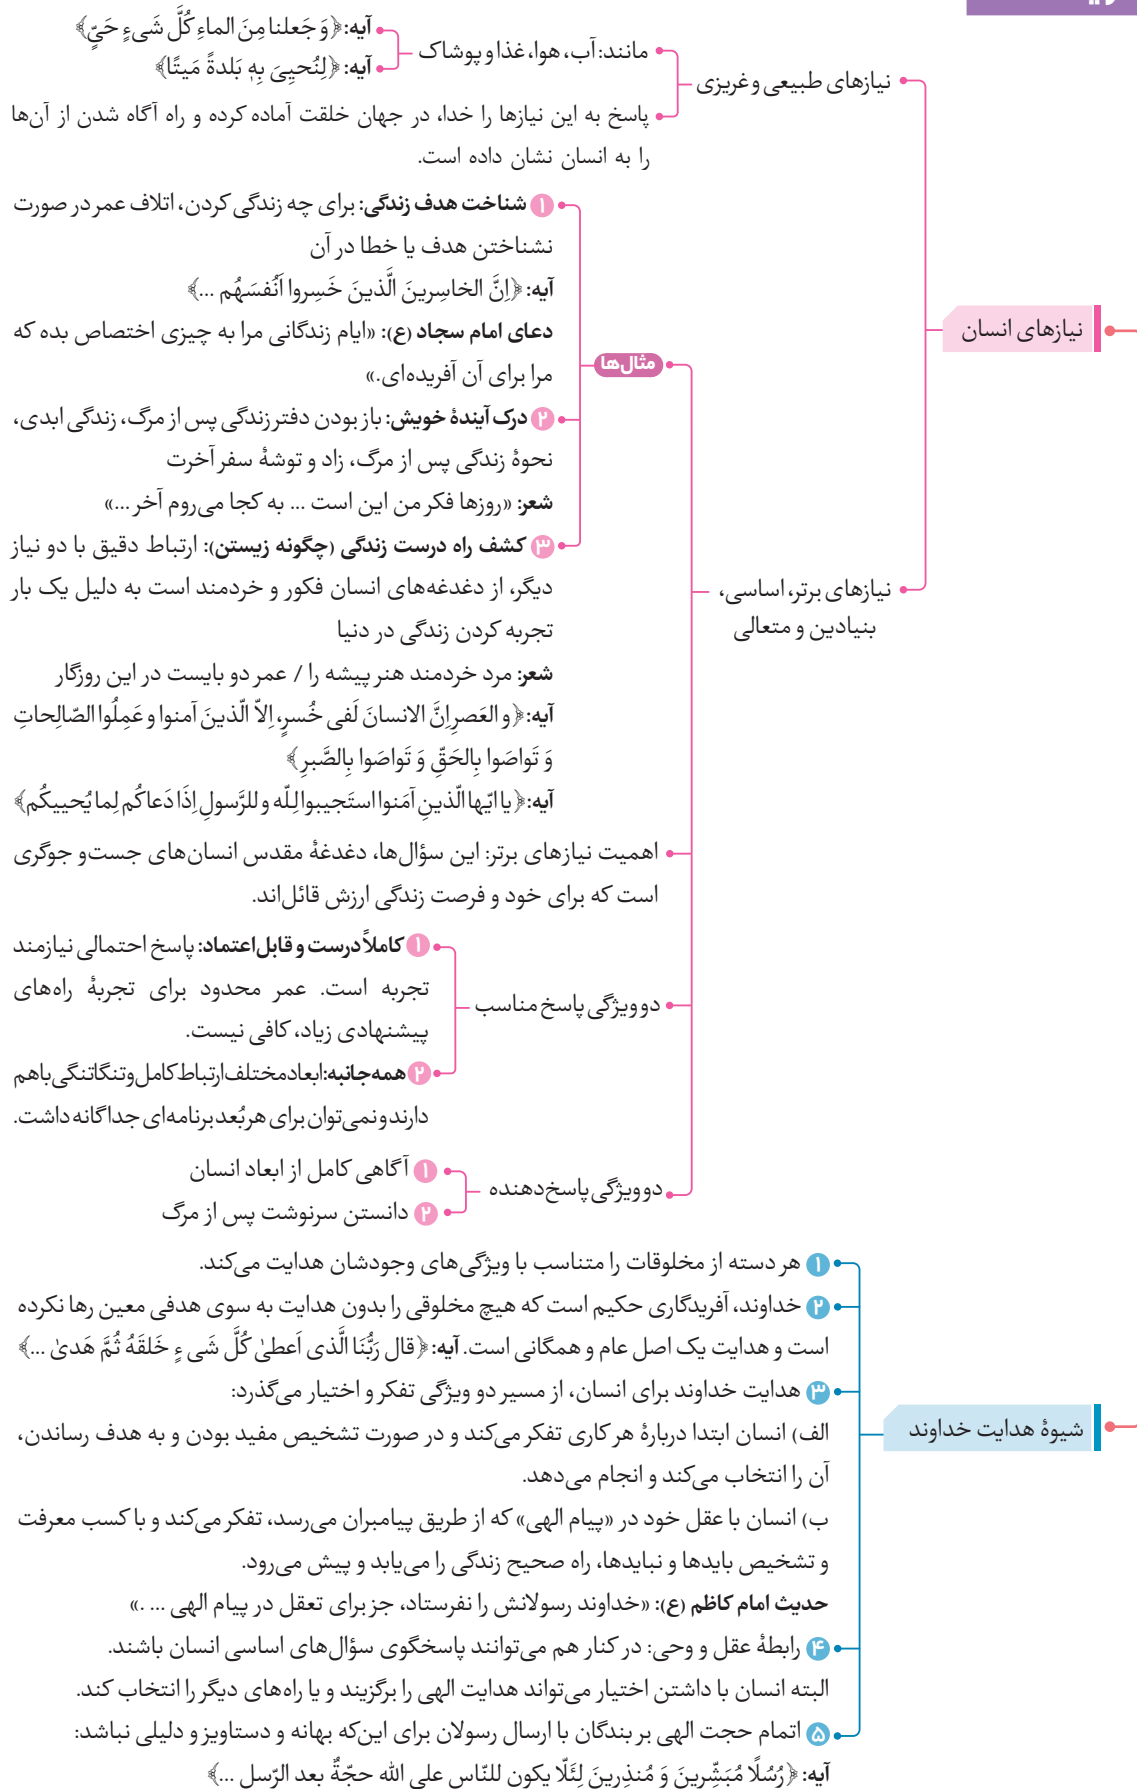 نیازهای انسان
نیازهای طبیعی و غریزی
مانند: آب، هوا، غذا و پوشاک
آیه: ﴿وَ جَعلنا مِنَ الماءِ کُلَّ شَیءٍ حَیٍّ﴾
آیه: ﴿لِنُحیِیَ بِهِ بَلدةً مَیتًا﴾
پاسخ به این نیازها را خدا، در جهان خلقت آماده کرده و راه آگاه شدن از آن‌ها
را به انسان نشان داده است.
نیازهای برتر، اساسی،
بنیادین و متعالی
مثال‌ها
۱ شناخت هدف زندگی: برای چه زندگی کردن، اتلاف عمر در صورت
نشناختن هدف یا خطا در آن
آیه: ﴿اِنَّ الخاسِرینَ الَّذینَ خَسِروا اَنُفسَهُم ...﴾
دعای امام سجاد (ع): «ایام زندگانی مرا به چیزی اختصاص بده که
مرا برای آن آفریده‌ای.»
۲ درک آیندهٔ خویش: باز بودن دفتر زندگی پس از مرگ، زندگی ابدی،
نحوهٔ زندگی پس از مرگ، زاد و توشهٔ سفر آخرت
شعر: «روزها فکر من این است ... به کجا می‌روم آخر ...»
۳ کشف راه درست زندگی (چگونه زیستن): ارتباط دقیق با دو نیاز
دیگر، از دغدغه‌های انسان فکور و خردمند است به دلیل یک بار
تجربه کردن زندگی در دنیا
شعر: مرد خردمند هنر پیشه را / عمر دو بایست در این روزگار
آیه: ﴿و العَصرِ اِنَّ الانسانَ لَفی خُسرٍ، اِلاّ الّذینَ آمنوا و عَمِلُوا الصّالِحاتِ
وَ تَواصَوا بِالحَقِّ وَ تَواصَوا بِالصَّبرِ﴾
آیه: ﴿یا ایّها الّذینِ آمَنوا استَجیبوا لِلّه و للرَّسولِ اِذَا دَعاکُم لِما یُحییکُم﴾
اهمیت نیازهای برتر: این سؤال‌ها، دغدغهٔ مقدس انسان‌های جست‌و جوگری
است که برای خود و فرصت زندگی ارزش قائل‌اند.
دو ویژگی پاسخ مناسب
۱ کاملاً درست و قابل اعتماد: پاسخ احتمالی نیازمند
تجربه است. عمر محدود برای تجربهٔ راه‌های
پیشنهادی زیاد، کافی نیست.
۲ همه‌جانبه: ابعاد مختلف ارتباط کامل و تنگاتنگی باهم
دارند و نمی‌توان برای هر بُعد برنامه‌ای جداگانه داشت.
دو ویژگی پاسخ‌دهنده
۱ آگاهی کامل از ابعاد انسان
۲ دانستن سرنوشت پس از مرگ
شیوهٔ هدایت خداوند
۱ هر دسته از مخلوقات را متناسب با ویژگی‌های وجودشان هدایت می‌کند.
۲ خداوند، آفریدگاری حکیم است که هیچ مخلوقی را بدون هدایت به سوی هدفی معین رها نکرده
است و هدایت یک اصل عام و همگانی است. آیه: ﴿قال رَبُّنَا الَّذی اَعطیٰ کُلَّ شَی ءٍ خَلقَهُ ثُمَّ هَدیٰ ...﴾
۳ هدایت خداوند برای انسان، از مسیر دو ویژگی تفکر و اختیار می‌گذرد:
الف) انسان ابتدا دربارهٔ هر کاری تفکر می‌کند و در صورت تشخیص مفید بودن و به هدف رساندن،
آن را انتخاب می‌کند و انجام می‌دهد.
ب) انسان با عقل خود در «پیام الهی» که از طریق پیامبران می‌رسد، تفکر می‌کند و با کسب معرفت
و تشخیص بایدها و نبایدها، راه صحیح زندگی را می‌یابد و پیش می‌رود.
حدیث امام کاظم (ع): «خداوند رسولانش را نفرستاد، جز برای تعقل در پیام الهی ... .»
۴ رابطهٔ عقل و وحی: در کنار هم می‌توانند پاسخگوی سؤال‌های اساسی انسان باشند.
البته انسان با داشتن اختیار می‌تواند هدایت الهی را برگزیند و یا راه‌های دیگر را انتخاب کند.
۵ اتمام حجت الهی بر بندگان با ارسال رسولان برای این‌که بهانه و دستاویز و دلیلی نباشد:
آیه: ﴿رُسُلًا مُبَشِّرینَ وَ مُنذِرینَ لِئَلّا یکون للنّاس علی الله حجّةٌ بعد الرّسل ...﴾